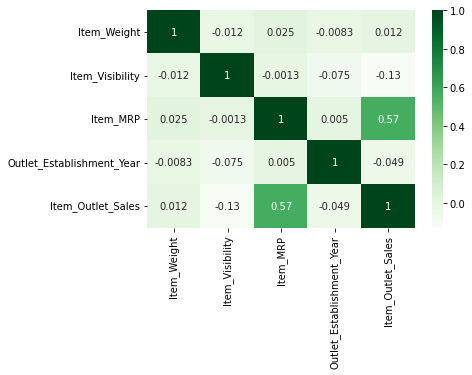 Item_Weight 1 -0.012 0.025 -0.0083 0.012
Item_Visibility -0.012 1 -0.0013 -0.075 -0.13
Item_MRP 0.025 -0.0013 1 0.005 0.57
Outlet_Establishment_Year -0.0083 -0.075 0.005 1 -0.049
Item_Outlet_Sales 0.012 -0.13 0.57 -0.049 1
Item_Weight
Item_Visibility
Item_MRP
Outlet_Establishment_Year
Item_Outlet_Sales
1.0
0.8
0.6
0.4
0.2
0.0